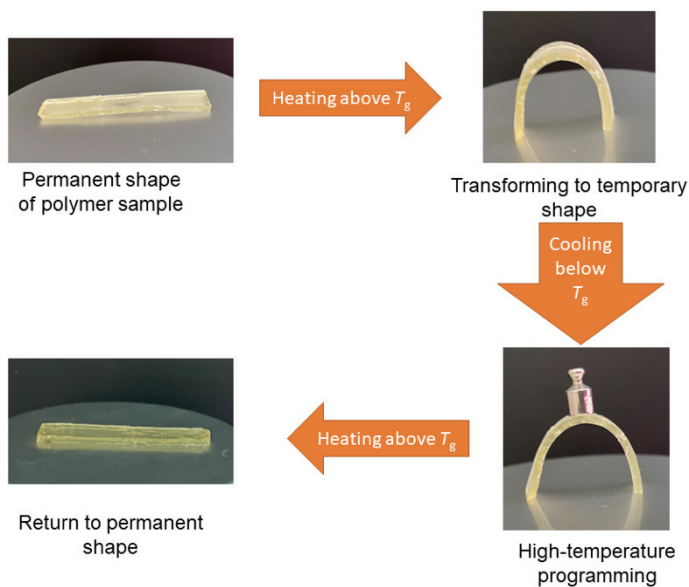 Heating above Tg
Permanent shape
of polymer sample
Transforming to temporary
shape
Cooling
below
Tg
Heating above Tg
Return to permanent
shape
High-temperature
programming